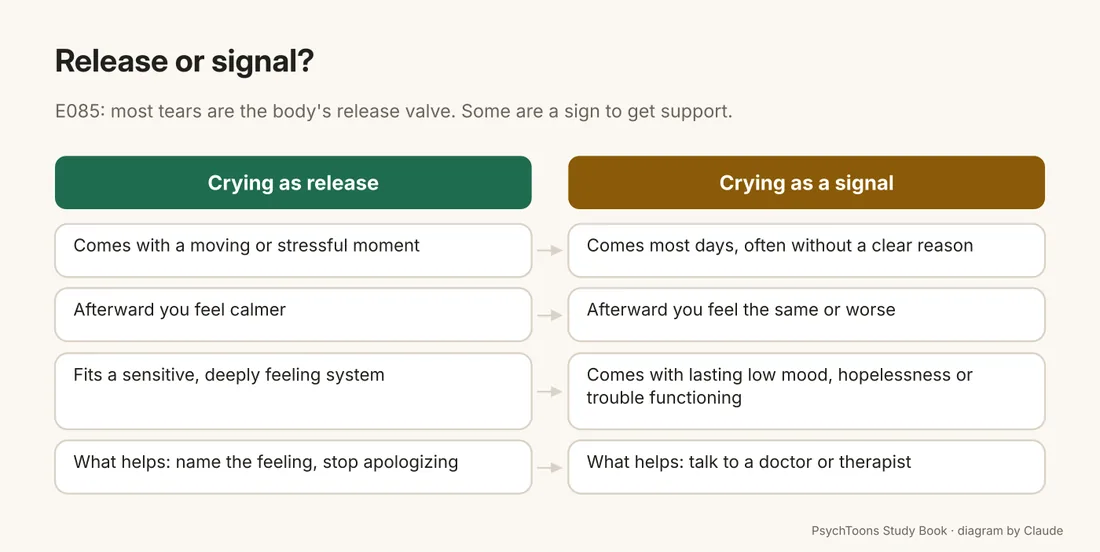 Release or signal?
E085: most tears are the body's release valve. Some are a sign to get support.
Crying as release
Crying as a signal
Comes with a moving or stressful moment
Comes most days, often without a clear reason
Afterward you feel calmer
Afterward you feel the same or worse
Fits a sensitive, deeply feeling system
Comes with lasting low mood, hopelessness or
trouble functioning
What helps: name the feeling, stop apologizing
What helps: talk to a doctor or therapist
PsychToons Study Book · diagram by Claude